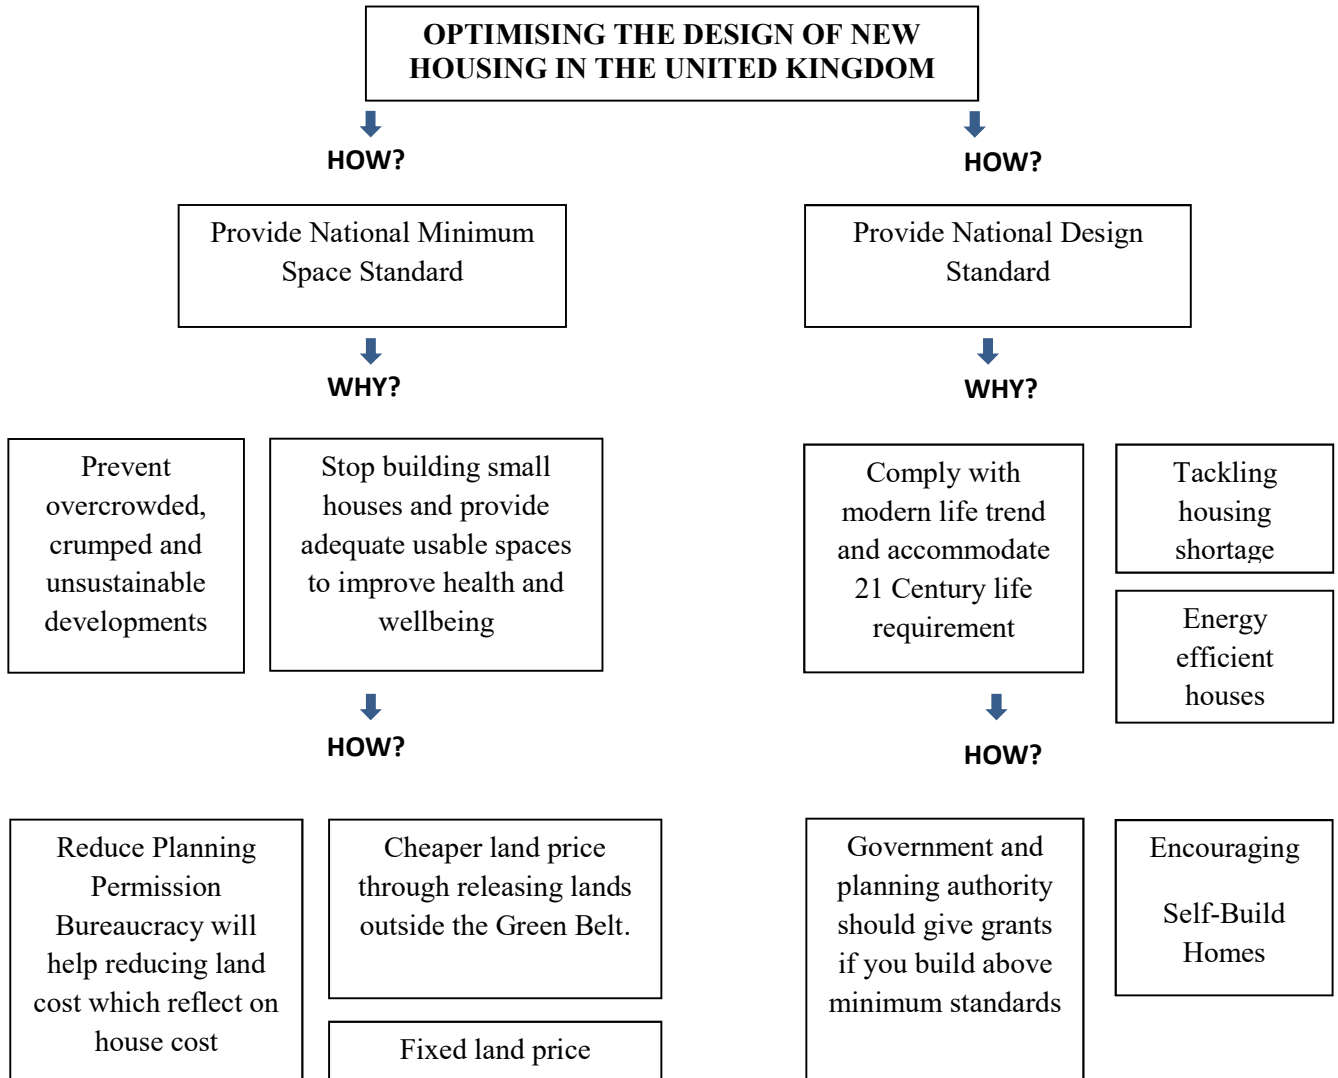 OPTIMISING THE DESIGN OF NEW
HOUSING IN THE UNITED KINGDOM
HOW?
HOW?
Provide National Minimum
Space Standard
Provide National Design
Standard
WHY?
WHY?
Prevent
overcrowded,
crumped and
unsustainable
developments
Stop building small
houses and provide
adequate usable spaces
to improve health and
wellbeing
Comply with
modern life trend
and accommodate
21 Century life
requirement
Tackling
housing
shortage
Energy
efficient
houses
HOW?
HOW?
Reduce Planning
Permission
Bureaucracy will
help reducing land
cost which reflect on
house cost
Cheaper land price
through releasing lands
outside the Green Belt.
Fixed land price
Government and
planning authority
should give grants
if you build above
minimum standards
Encouraging
Self-Build
Homes